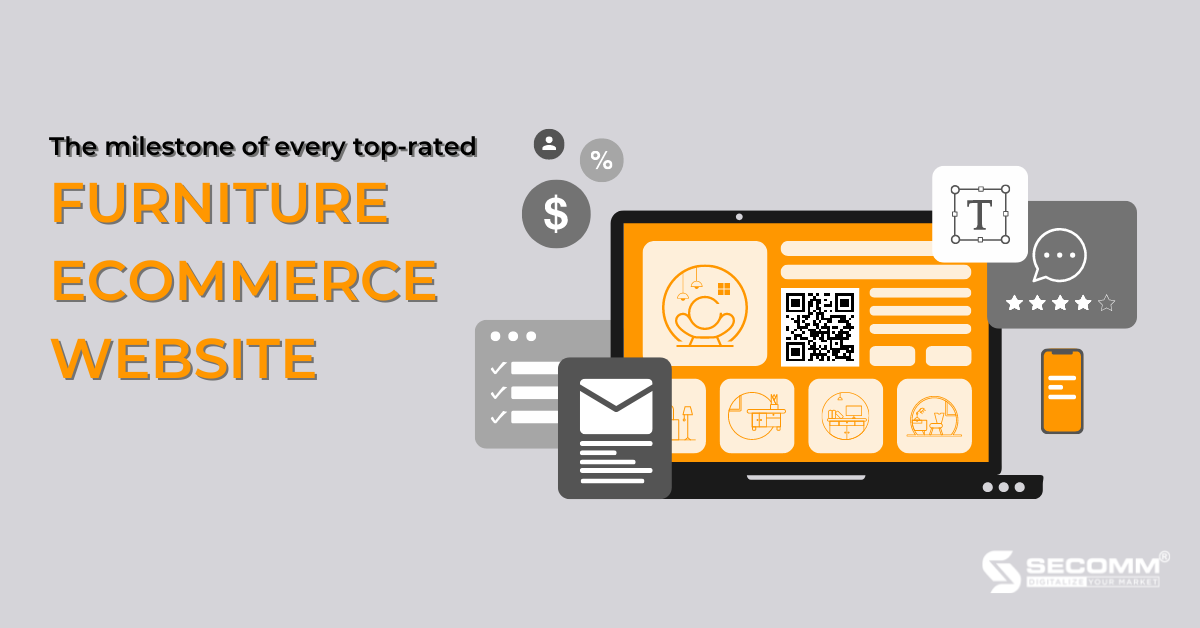 The milestone of every top-rated
FURNITURE
ECOMMERCE
WEBSITE
%
$
T
SECOMM®
DIGITALIZE YOUR MARKET